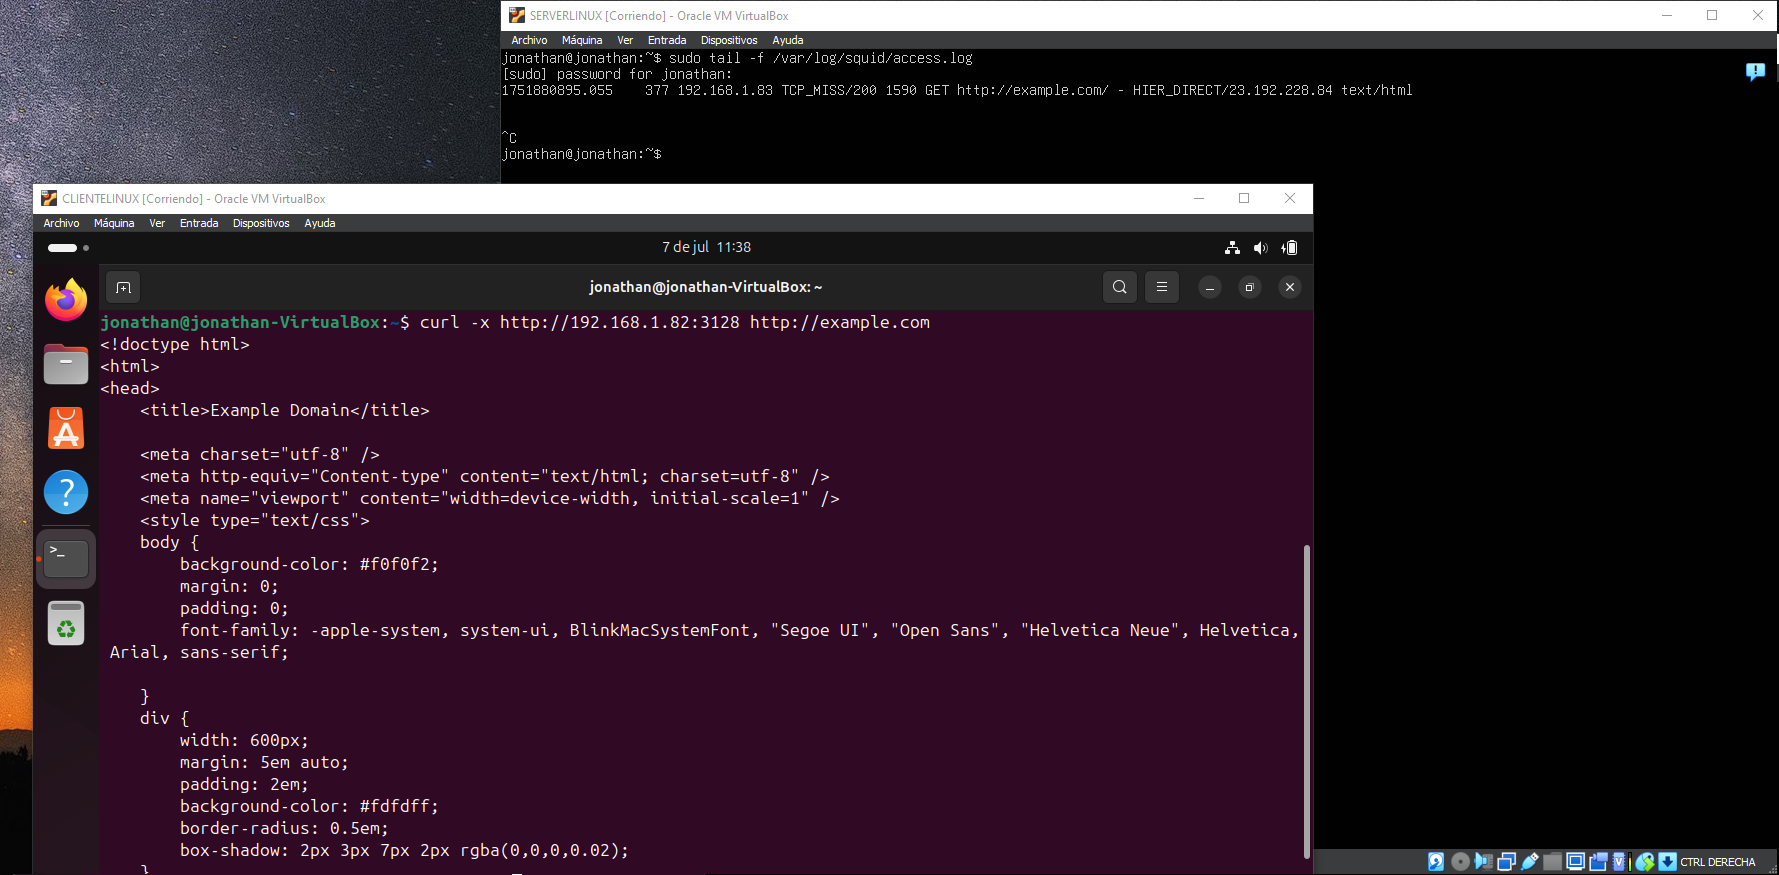 SERVERLINUX [Corriendo] - Oracle VM VirtualBox
Archivo Máquina Ver Entrada Dispositivos Ayuda
jonathan@jonathan:~$ sudo tail -f /var/log/squid/access.log
[sudo] password for jonathan:
1751880895.055    377 192.168.1.83 TCP_MISS/200 1590 GET http://example.com/ - HIER_DIRECT/23.192.228.84 text/html
^C
jonathan@jonathan:~$
CLIENTELINUX [Corriendo] - Oracle VM VirtualBox
Archivo Máquina Ver Entrada Dispositivos Ayuda
7 de jul 11:38
jonathan@jonathan-VirtualBox: ~
jonathan@jonathan-VirtualBox:~$ curl -x http://192.168.1.82:3128 http://example.com
<!doctype html>
<html>
<head>
    <title>Example Domain</title>
    <meta charset="utf-8" />
    <meta http-equiv="Content-type" content="text/html; charset=utf-8" />
    <meta name="viewport" content="width=device-width, initial-scale=1" />
    <style type="text/css">
    body {
        background-color: #f0f0f2;
        margin: 0;
        padding: 0;
        font-family: -apple-system, system-ui, BlinkMacSystemFont, "Segoe UI", "Open Sans", "Helvetica Neue", Helvetica,
 Arial, sans-serif;
    }
    div {
        width: 600px;
        margin: 5em auto;
        padding: 2em;
        background-color: #fdfdff;
        border-radius: 0.5em;
        box-shadow: 2px 3px 7px 2px rgba(0,0,0,0.02);
    }
CTRL DERECHA